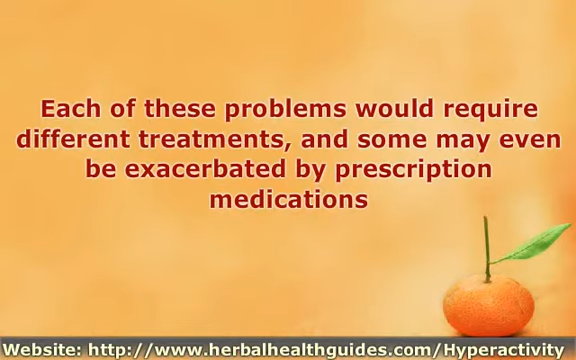 Each of these problems would require
different treatments, and some may even
be exacerbated by prescription
medications
Website: http://www.herbalhealthguides.com/Hyperactivity